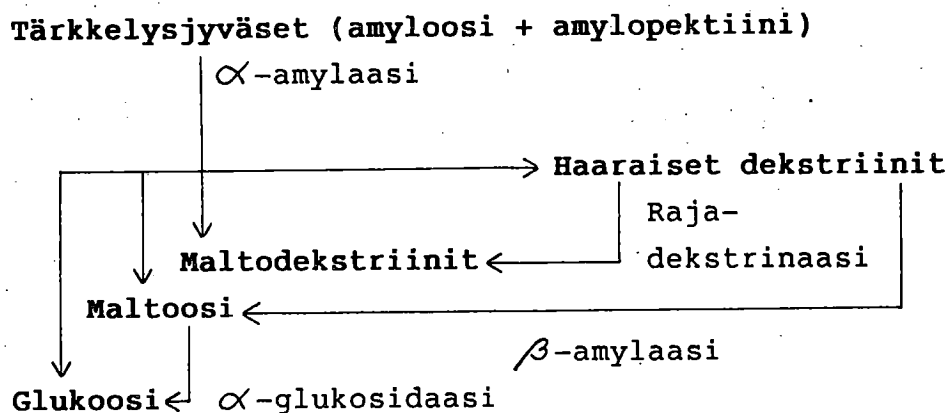 Tärkkelysjyväset (amyloosi + amylopektiini)
α-amylaasi
Haaraiset dekstriinit
Raja-
Maltodekstriinit dekstrinaasi
Maltoosi
β-amylaasi
Glukoosi α-glukosidaasi